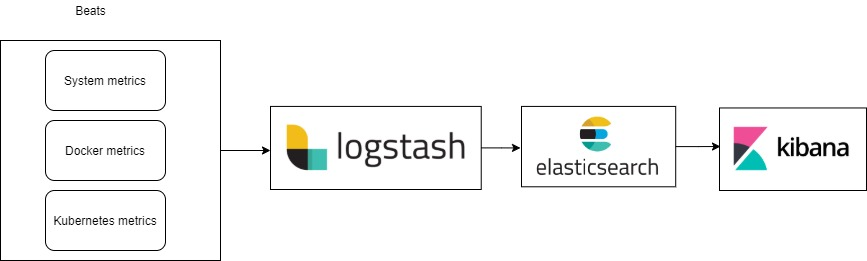 Beats
System metrics
Docker metrics
Kubernetes metrics
logstash
elasticsearch
kibana